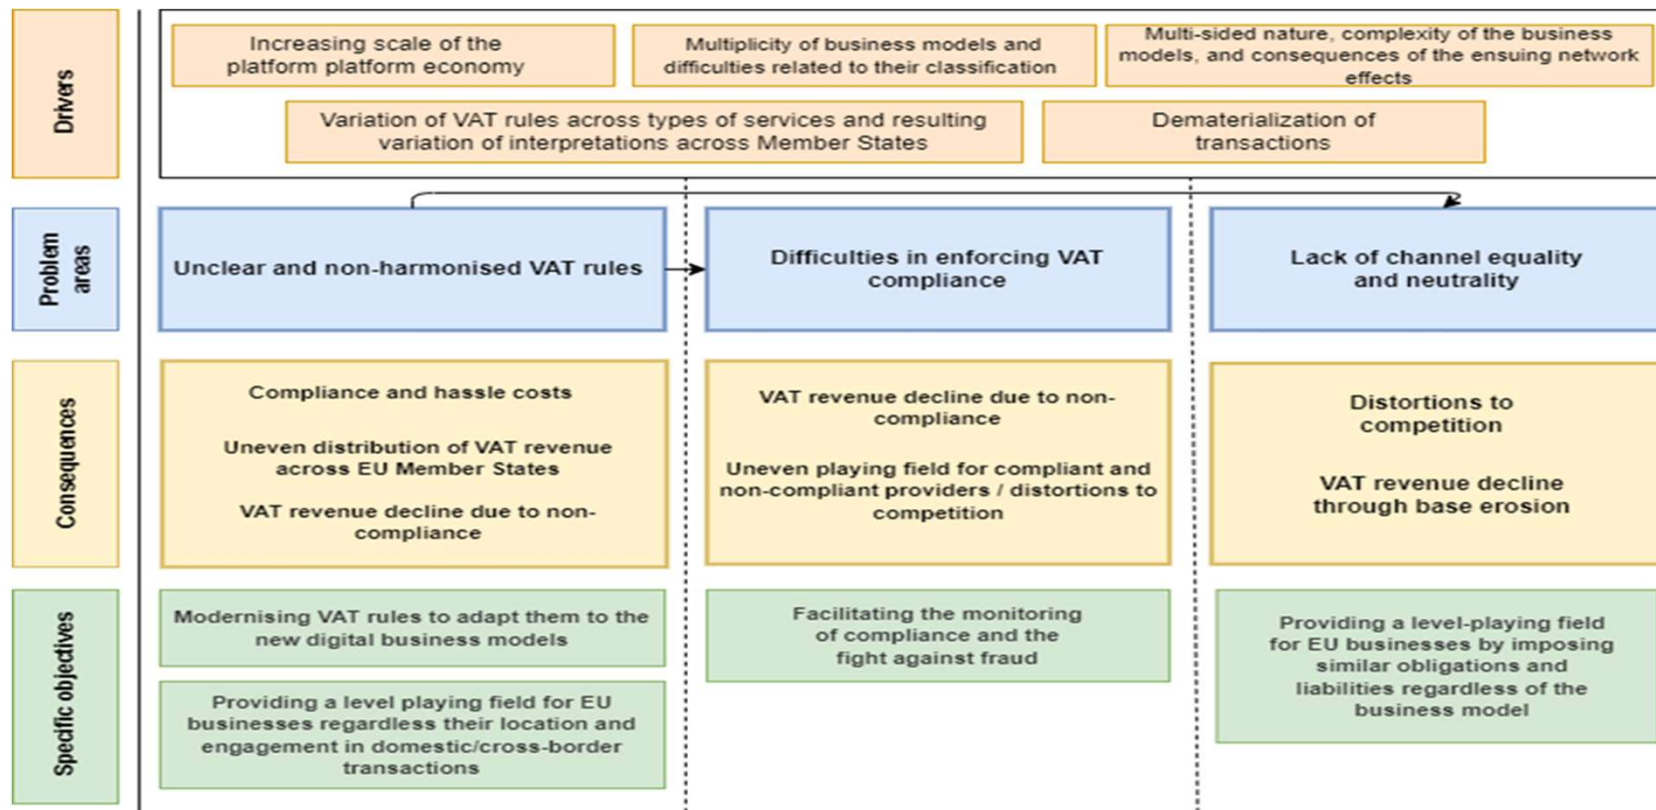 Drivers
Increasing scale of the
platform platform economy
Multiplicity of business models and
difficulties related to their classification
Multi-sided nature, complexity of the business
models, and consequences of the ensuing network
effects
Variation of VAT rules across types of services and resulting
variation of interpretations across Member States
Dematerialization of
transactions
Problem
areas
Unclear and non-harmonised VAT rules
Difficulties in enforcing VAT
compliance
Lack of channel equality
and neutrality
Consequences
Compliance and hassle costs
Uneven distribution of VAT revenue
across EU Member States
VAT revenue decline due to non-
compliance
VAT revenue decline due to non-
compliance
Uneven playing field for compliant and
non-compliant providers / distortions to
competition
Distortions to
competition
VAT revenue decline
through base erosion
Specific objectives
Modernising VAT rules to adapt them to the
new digital business models
Providing a level playing field for EU
businesses regardless their location and
engagement in domestic/cross-border
transactions
Facilitating the monitoring
of compliance and the
fight against fraud
Providing a level-playing field
for EU businesses by imposing
similar obligations and
liabilities regardless of the
business model